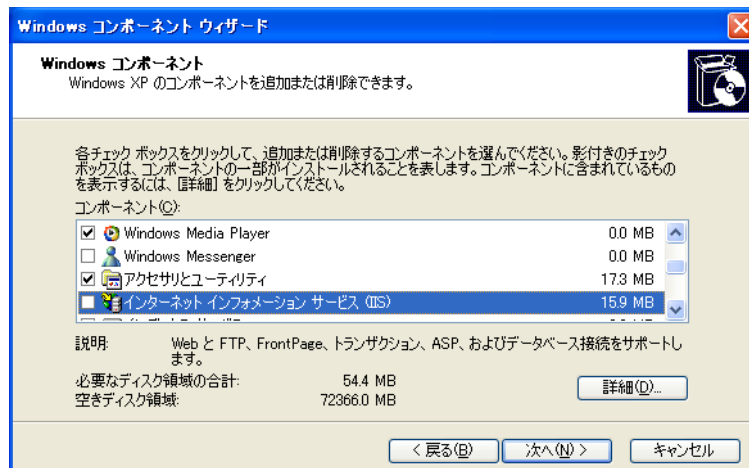 Windows コンポーネント ウィザード
Windows コンポーネント
Windows XP のコンポーネントを追加または削除できます。
各チェック ボックスをクリックして、追加または削除するコンポーネントを選んでください。影付きのチェック
ボックスは、コンポーネントの一部がインストールされることを表します。コンポーネントに含まれているもの
を表示するには、[詳細] をクリックしてください。
コンポーネント(C):
Windows Media Player 0.0 MB
Windows Messenger 0.0 MB
アクセサリとユーティリティ 17.3 MB
インターネット インフォメーション サービス (IIS) 15.9 MB
説明: Web と FTP、FrontPage、トランザクション、ASP、およびデータベース接続をサポートし
ます。
必要なディスク領域の合計: 54.4 MB
空きディスク領域: 72366.0 MB
詳細(D)...
< 戻る(B) 次へ(N) > キャンセル